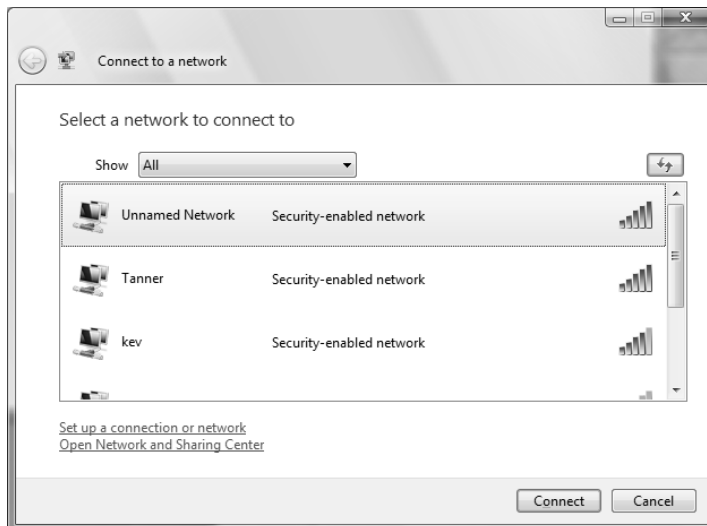 Connect to a network
Select a network to connect to
Show All
Unnamed Network Security-enabled network
Tanner Security-enabled network
kev Security-enabled network
Set up a connection or network
Open Network and Sharing Center
Connect Cancel